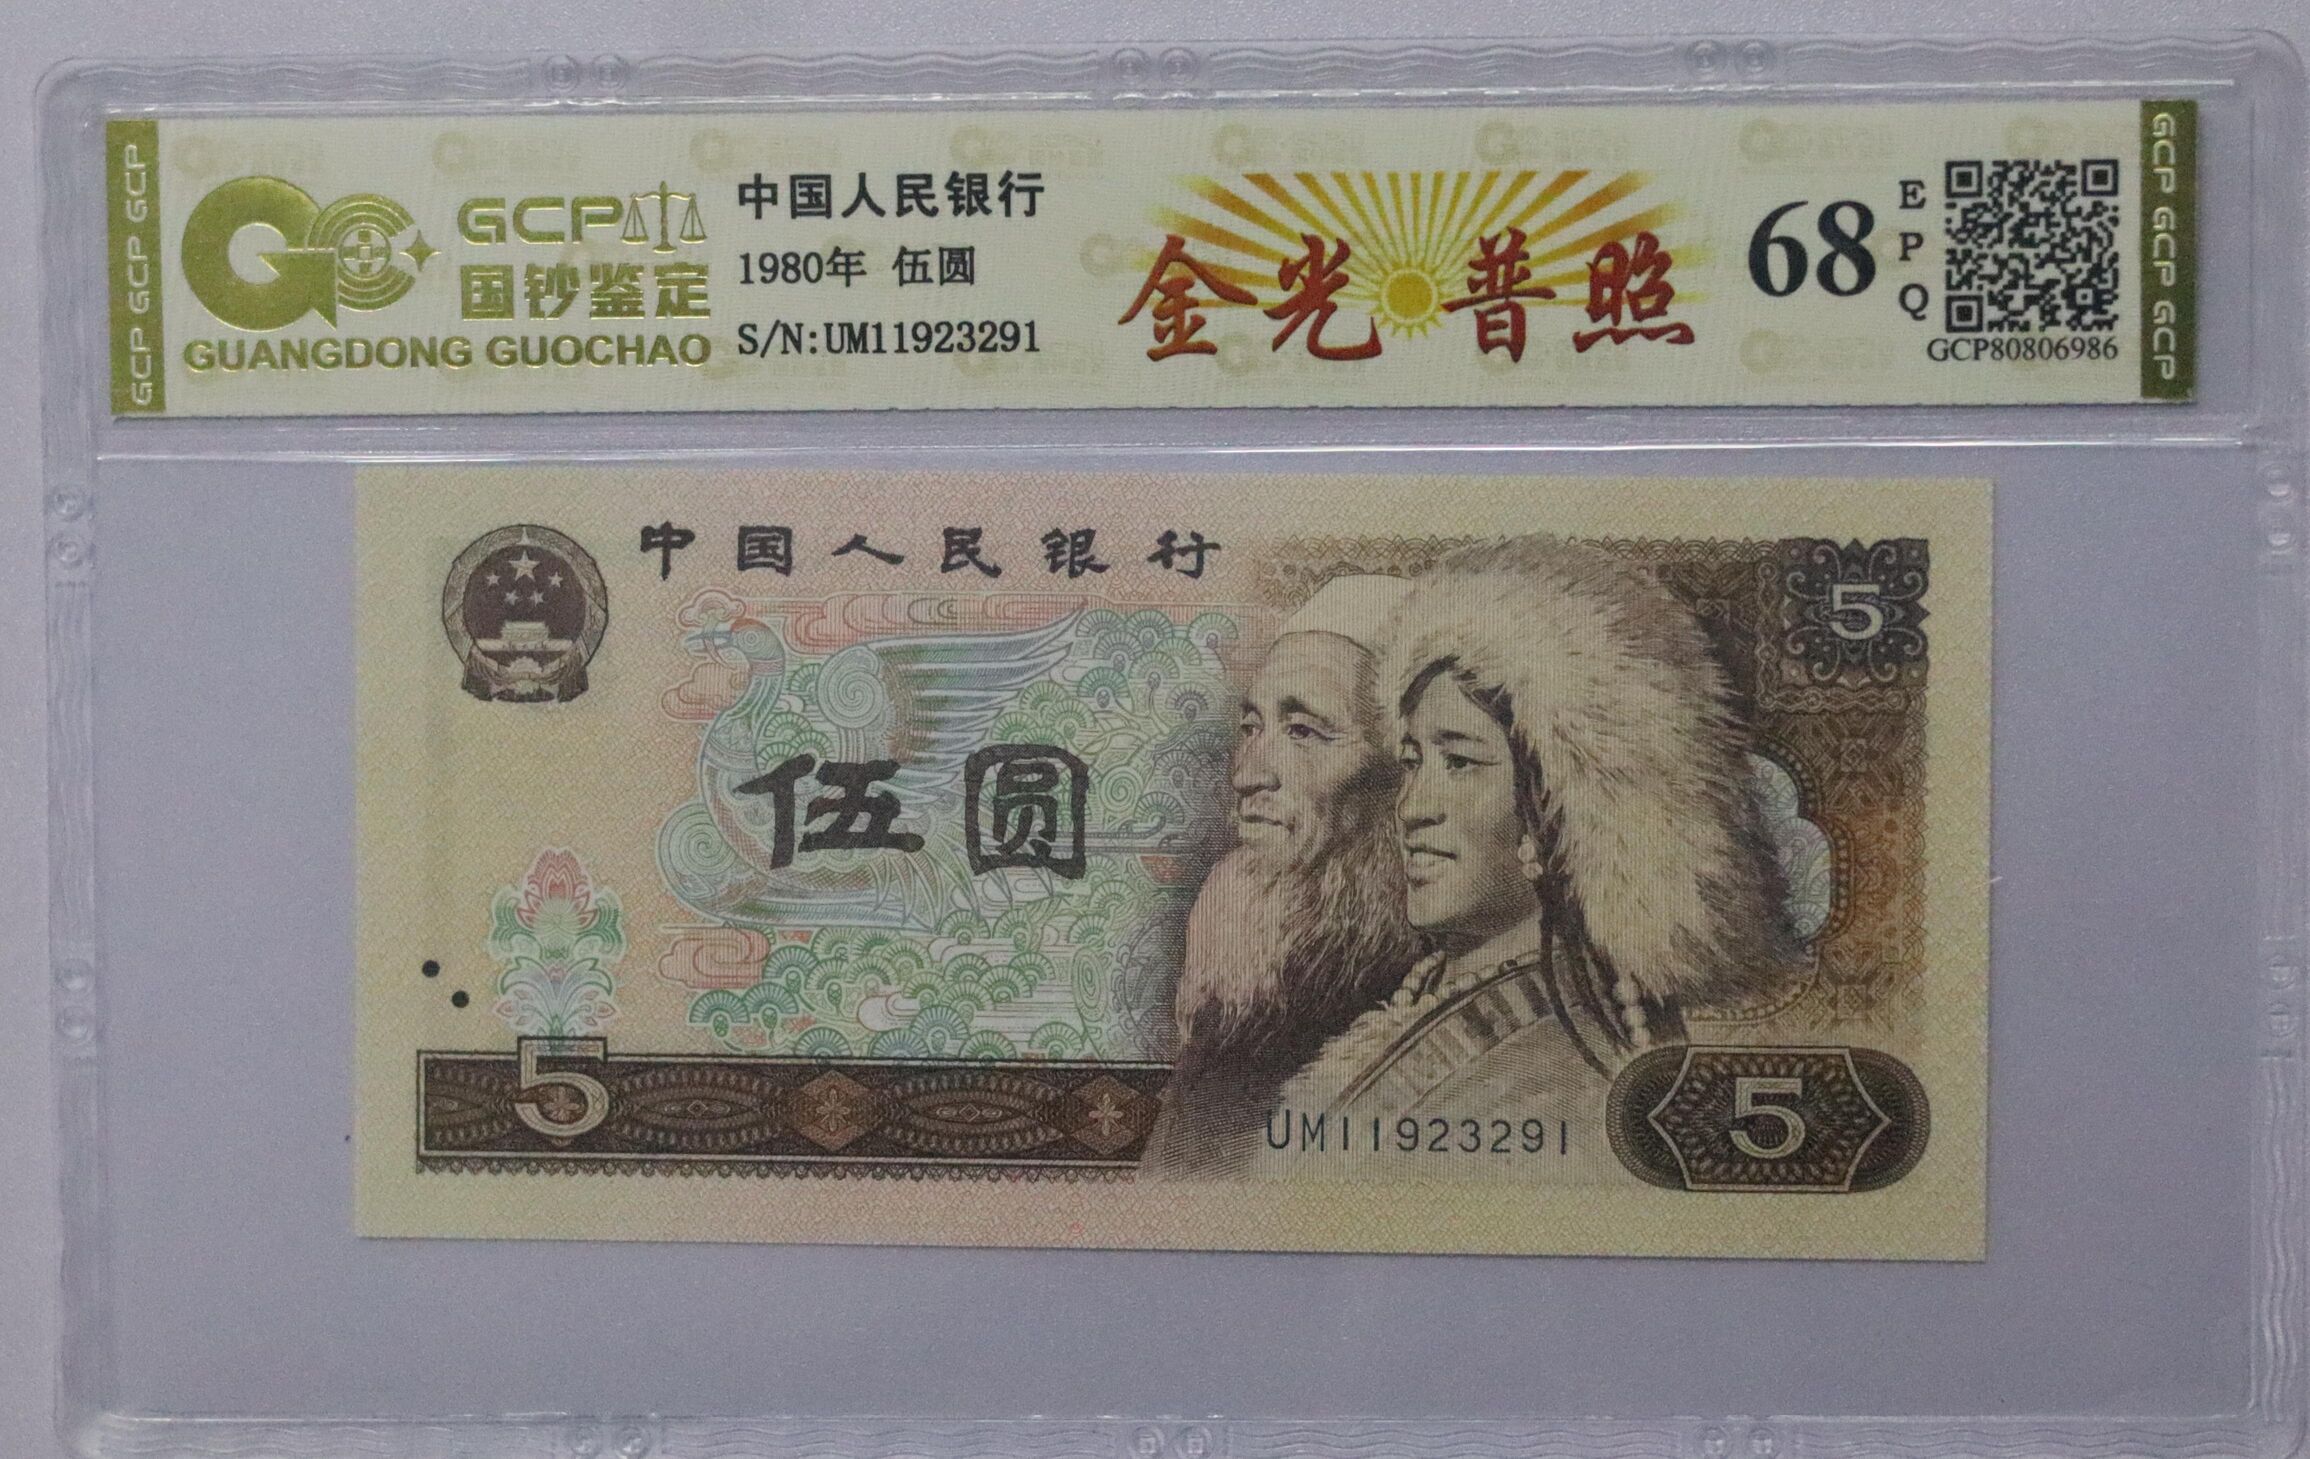 GCP GCP GCP
GCP
国钞鉴定
GUANGDONG GUOCHAO
中国人民银行
1980年 伍圆
S/N:UM11923291
金光普照
68
EPQ
GCP80806986
GCP GCP GCP
中国人民银行
5
伍圆
5
UM11923291
5